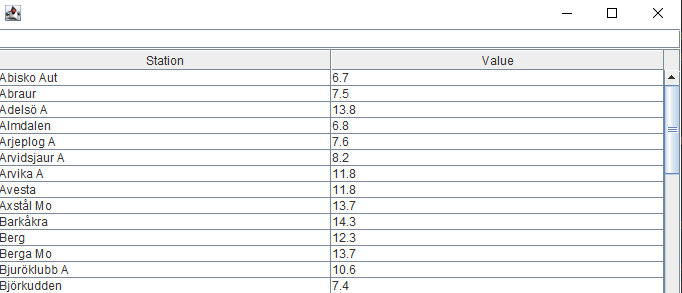 Station Value
Abisko Aut 6.7
Abraur 7.5
Adelsö A 13.8
Almdalen 6.8
Arjeplog A 7.6
Arvidsjaur A 8.2
Arvika A 11.8
Avesta 11.8
Axstål Mo 13.7
Barkåkra 14.3
Berg 12.3
Berga Mo 13.7
Bjuröklubb A 10.6
Björkudden 7.4